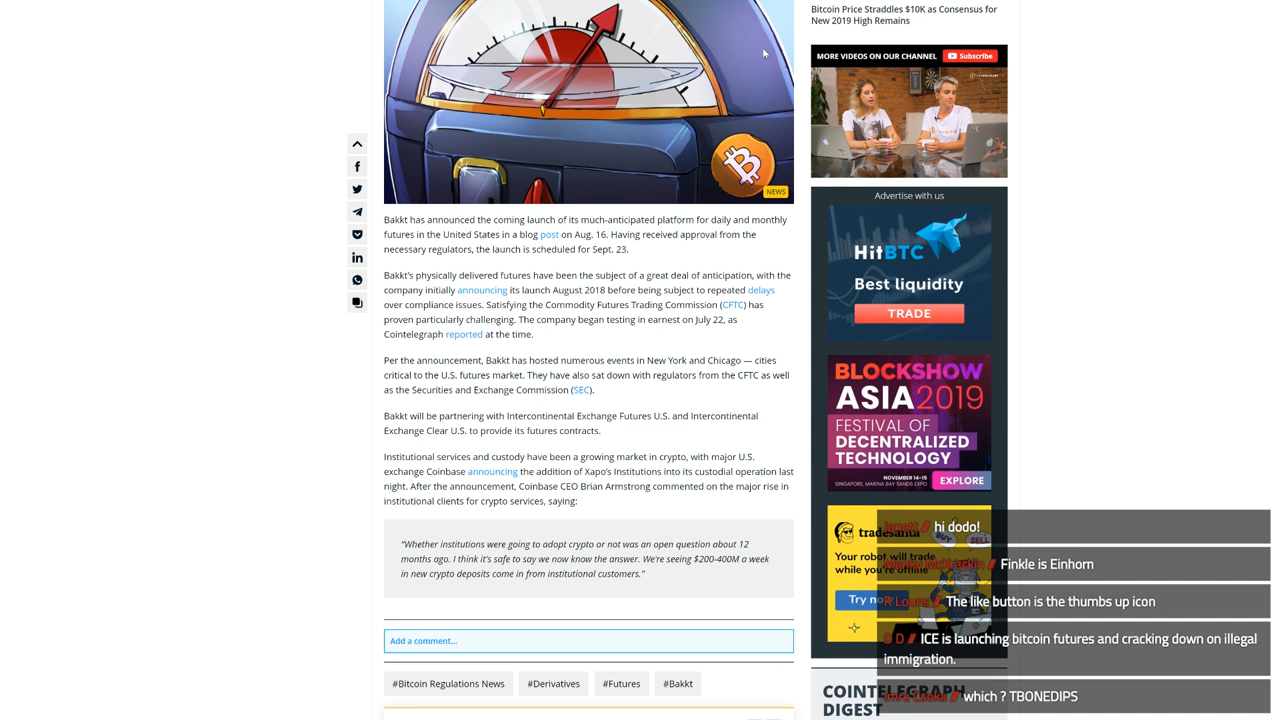 Bitcoin Price Straddles $10K as Consensus for
New 2019 High Remains
MORE VIDEOS ON OUR CHANNEL
Subscribe
NEWS
Bakkt has announced the coming launch of its much-anticipated platform for daily and monthly
futures in the United States in a blog post on Aug. 16. Having received approval from the
necessary regulators, the launch is scheduled for Sept. 23.
Bakkt's physically delivered futures have been the subject of a great deal of anticipation, with the
company initially announcing its launch August 2018 before being subject to repeated delays
over compliance issues. Satisfying the Commodity Futures Trading Commission (CFTC) has
proven particularly challenging. The company began testing in earnest on July 22, as
Cointelegraph reported at the time.
Per the announcement, Bakkt has hosted numerous events in New York and Chicago — cities
critical to the U.S. futures market. They have also sat down with regulators from the CFTC as well
as the Securities and Exchange Commission (SEC).
Bakkt will be partnering with Intercontinental Exchange Futures U.S. and Intercontinental
Exchange Clear U.S. to provide its futures contracts.
Institutional services and custody have been a growing market in crypto, with major U.S.
exchange Coinbase announcing the addition of Xapo's Institutions into its custodial operation last
night. After the announcement, Coinbase CEO Brian Armstrong commented on the major rise in
institutional clients for crypto services, saying:
"Whether institutions were going to adopt crypto or not was an open question about 12
months ago. I think it's safe to say we now know the answer. We're seeing $200-400M a week
in new crypto deposits come in from institutional customers."
Add a comment...
#Bitcoin Regulations News
#Derivatives
#Futures
#Bakkt
Advertise with us
HitBTC
Best liquidity
TRADE
BLOCKSHOW
ASIA2019
FESTIVAL OF
DECENTRALIZED
TECHNOLOGY
NOVEMBER 14-15
SINGAPORE, MARINA BAY SANDS EXPO
EXPLORE
tradesanta
BUY
SELL
Your robot will trade
while you're offline
Try now
COINTELEGRAPH
DIGEST
// hi dodo!
// Finkle is Einhorn
// The like button is the thumbs up icon
D D // ICE is launching bitcoin futures and cracking down on illegal
immigration.
// which ? TBONEDIPS